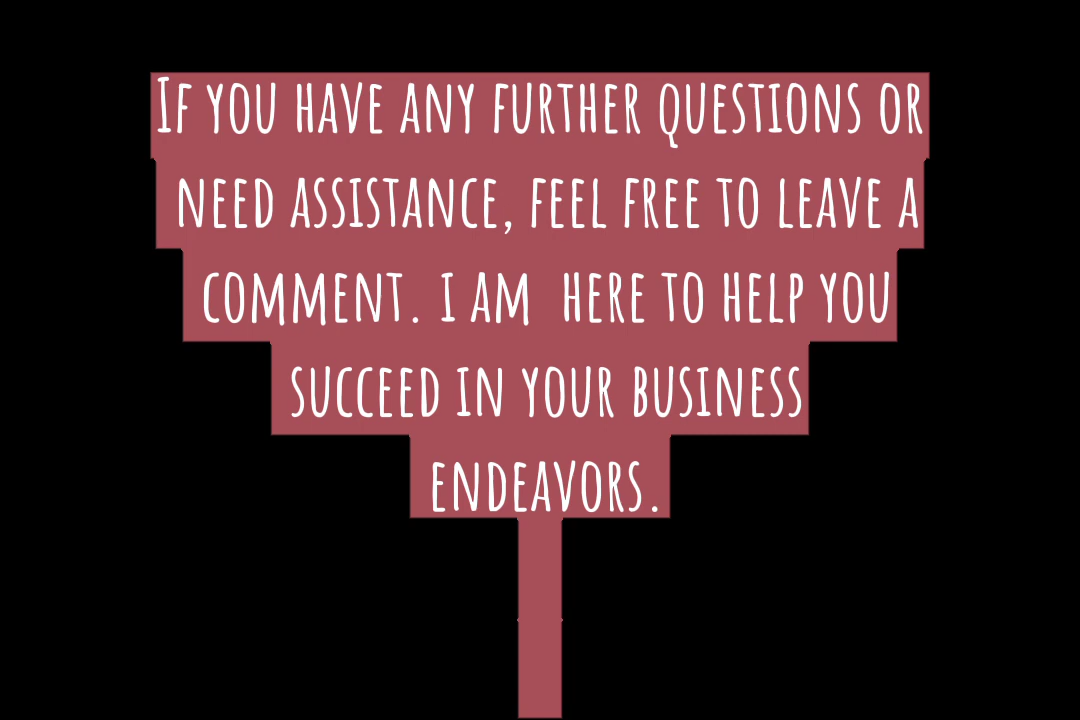 If you have any further questions or
need assistance, feel free to leave a
comment. i am  here to help you
succeed in your business
endeavors.